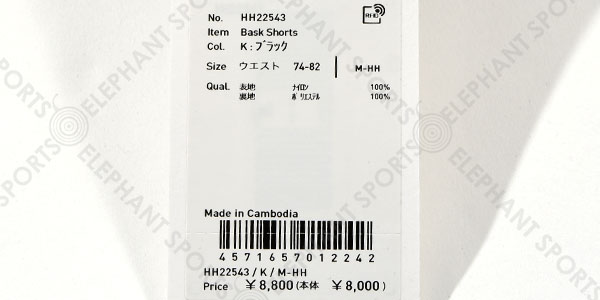 No. HH22543
RFID
Item Bask Shorts
Col. K：ブラック
Size ウエスト 74-82 M-HH
Qual. 表地 ナイロン 100%
裏地 ポリエステル 100%
Made in Cambodia
4571657012242
HH22543 / K / M-HH
Price ￥8,800(本体 ￥8,000)
ELEPHANT SPORTS
ELEPHANT SPORTS